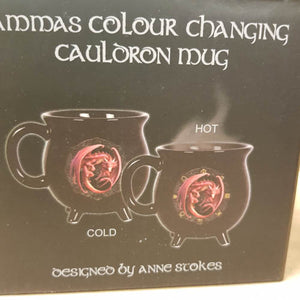 AMMAS COLOUR CHANGING
CAULDRON MUG
HOT
COLD
DESIGNED BY ANNE STOKES